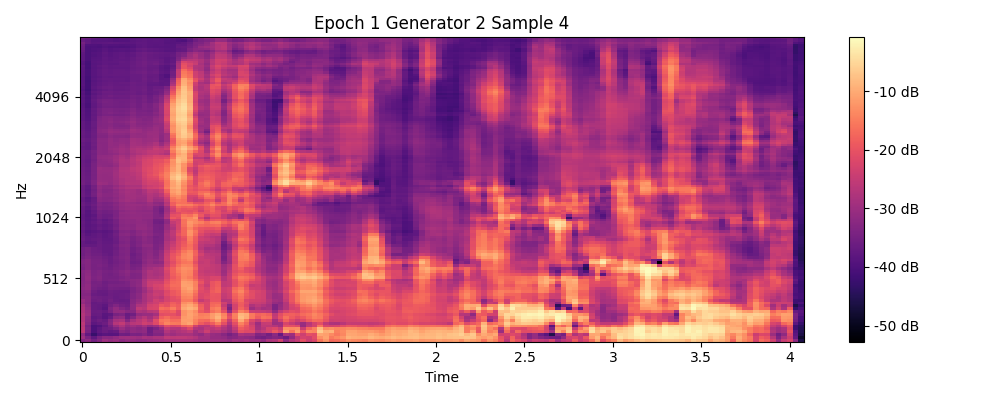 Epoch 1 Generator 2 Sample 4
Hz
4096
2048
1024
512
0
0 0.5 1 1.5 2 2.5 3 3.5 4
Time
-10 dB
-20 dB
-30 dB
-40 dB
-50 dB